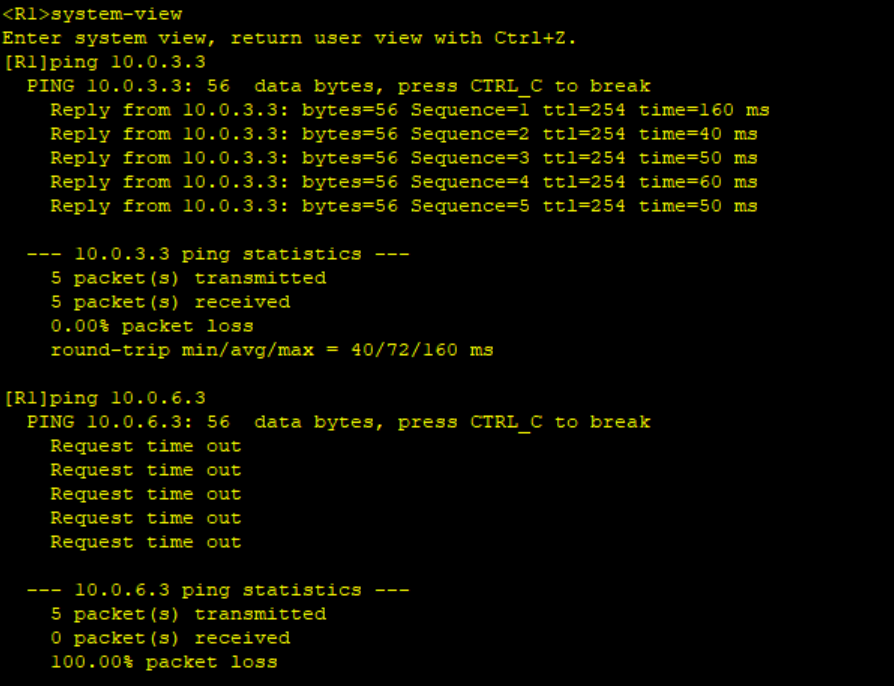 <R1>system-view
Enter system view, return user view with Ctrl+Z.
[R1]ping 10.0.3.3
  PING 10.0.3.3: 56  data bytes, press CTRL_C to break
    Reply from 10.0.3.3: bytes=56 Sequence=1 ttl=254 time=160 ms
    Reply from 10.0.3.3: bytes=56 Sequence=2 ttl=254 time=40 ms
    Reply from 10.0.3.3: bytes=56 Sequence=3 ttl=254 time=50 ms
    Reply from 10.0.3.3: bytes=56 Sequence=4 ttl=254 time=60 ms
    Reply from 10.0.3.3: bytes=56 Sequence=5 ttl=254 time=50 ms

  --- 10.0.3.3 ping statistics ---
    5 packet(s) transmitted
    5 packet(s) received
    0.00% packet loss
    round-trip min/avg/max = 40/72/160 ms

[R1]ping 10.0.6.3
  PING 10.0.6.3: 56  data bytes, press CTRL_C to break
    Request time out
    Request time out
    Request time out
    Request time out
    Request time out

  --- 10.0.6.3 ping statistics ---
    5 packet(s) transmitted
    0 packet(s) received
    100.00% packet loss